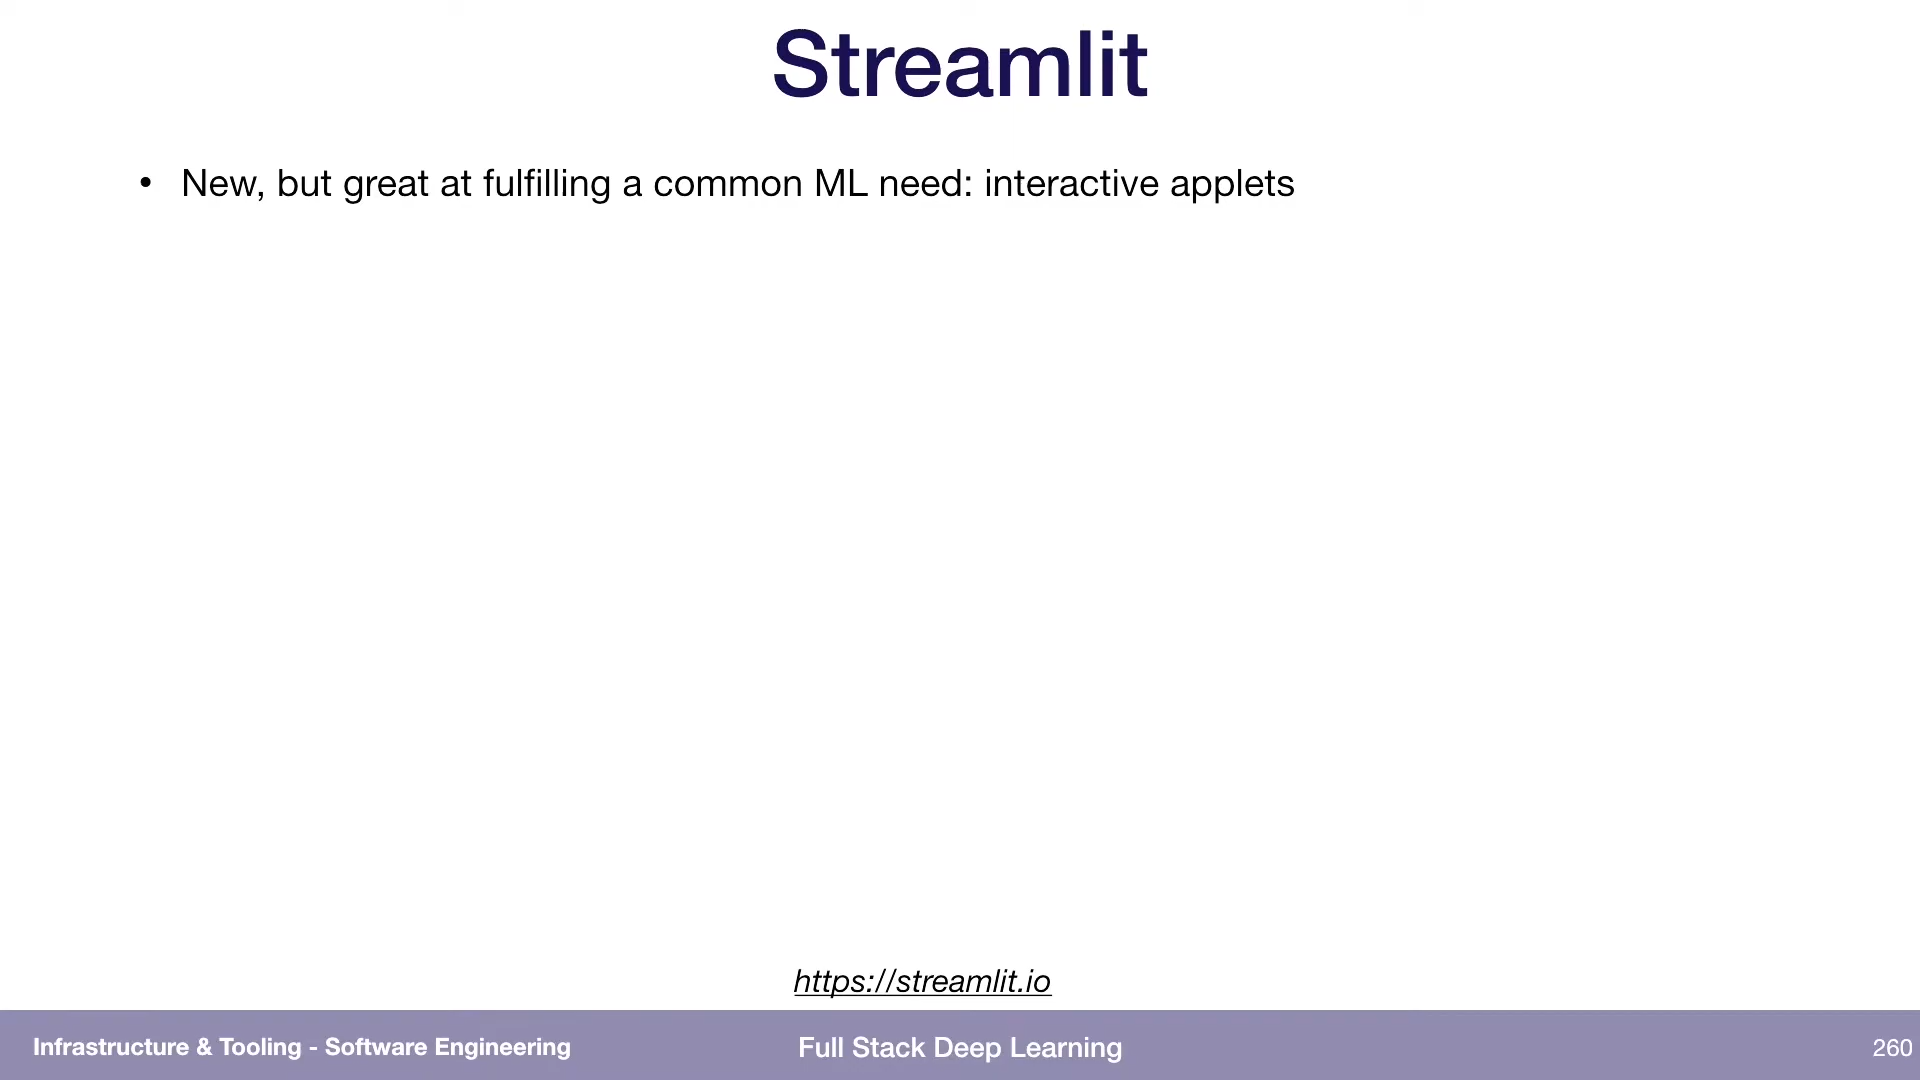 Streamlit
• New, but great at fulfilling a common ML need: interactive applets
https://streamlit.io
Infrastructure & Tooling - Software Engineering
Full Stack Deep Learning
260